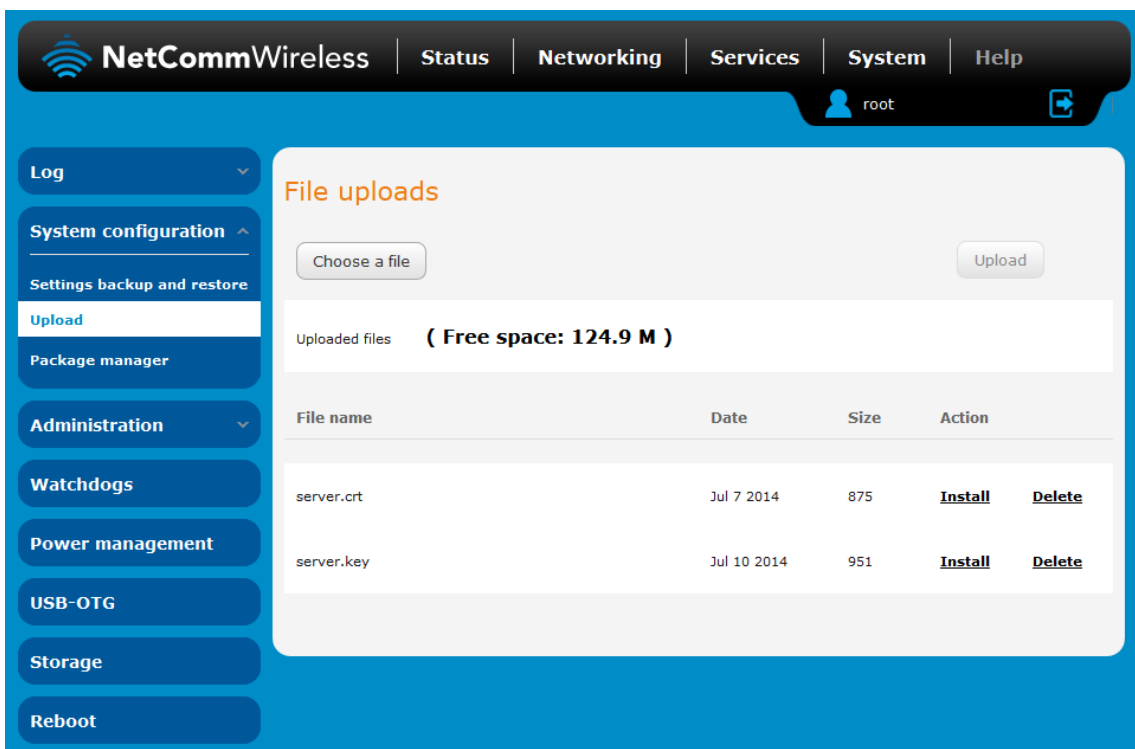 NetCommWireless Status Networking Services System Help
root
Log
System configuration
Settings backup and restore
Upload
Package manager
Administration
Watchdogs
Power management
USB-OTG
Storage
Reboot
File uploads
Choose a file Upload
Uploaded files ( Free space: 124.9 M )
File name Date Size Action
server.crt Jul 7 2014 875 Install Delete
server.key Jul 10 2014 951 Install Delete